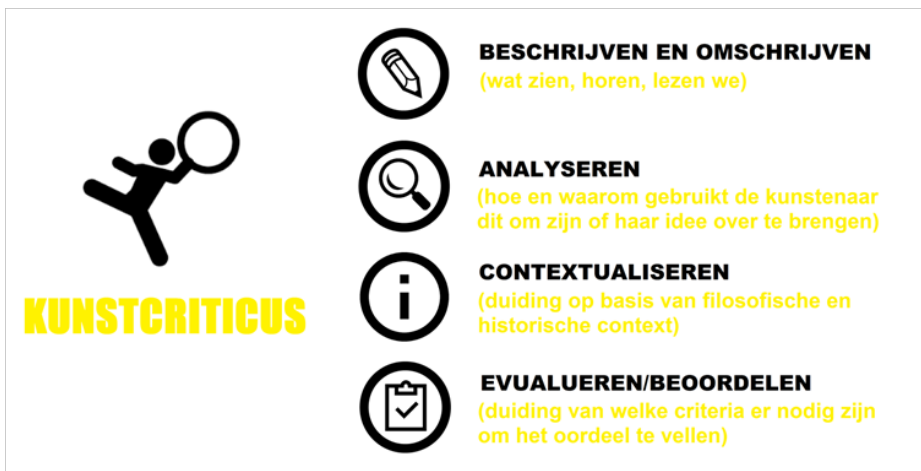 KUNSTCRITICUS
BESCHRIJVEN EN OMSCHRIJVEN
(wat zien, horen, lezen we)
ANALYSEREN
(hoe en waarom gebruikt de kunstenaar
dit om zijn of haar idee over te brengen)
CONTEXTUALISEREN
(duiding op basis van filosofische en
historische context)
EVUALUEREN/BEOORDELEN
(duiding van welke criteria er nodig zijn
om het oordeel te vellen)